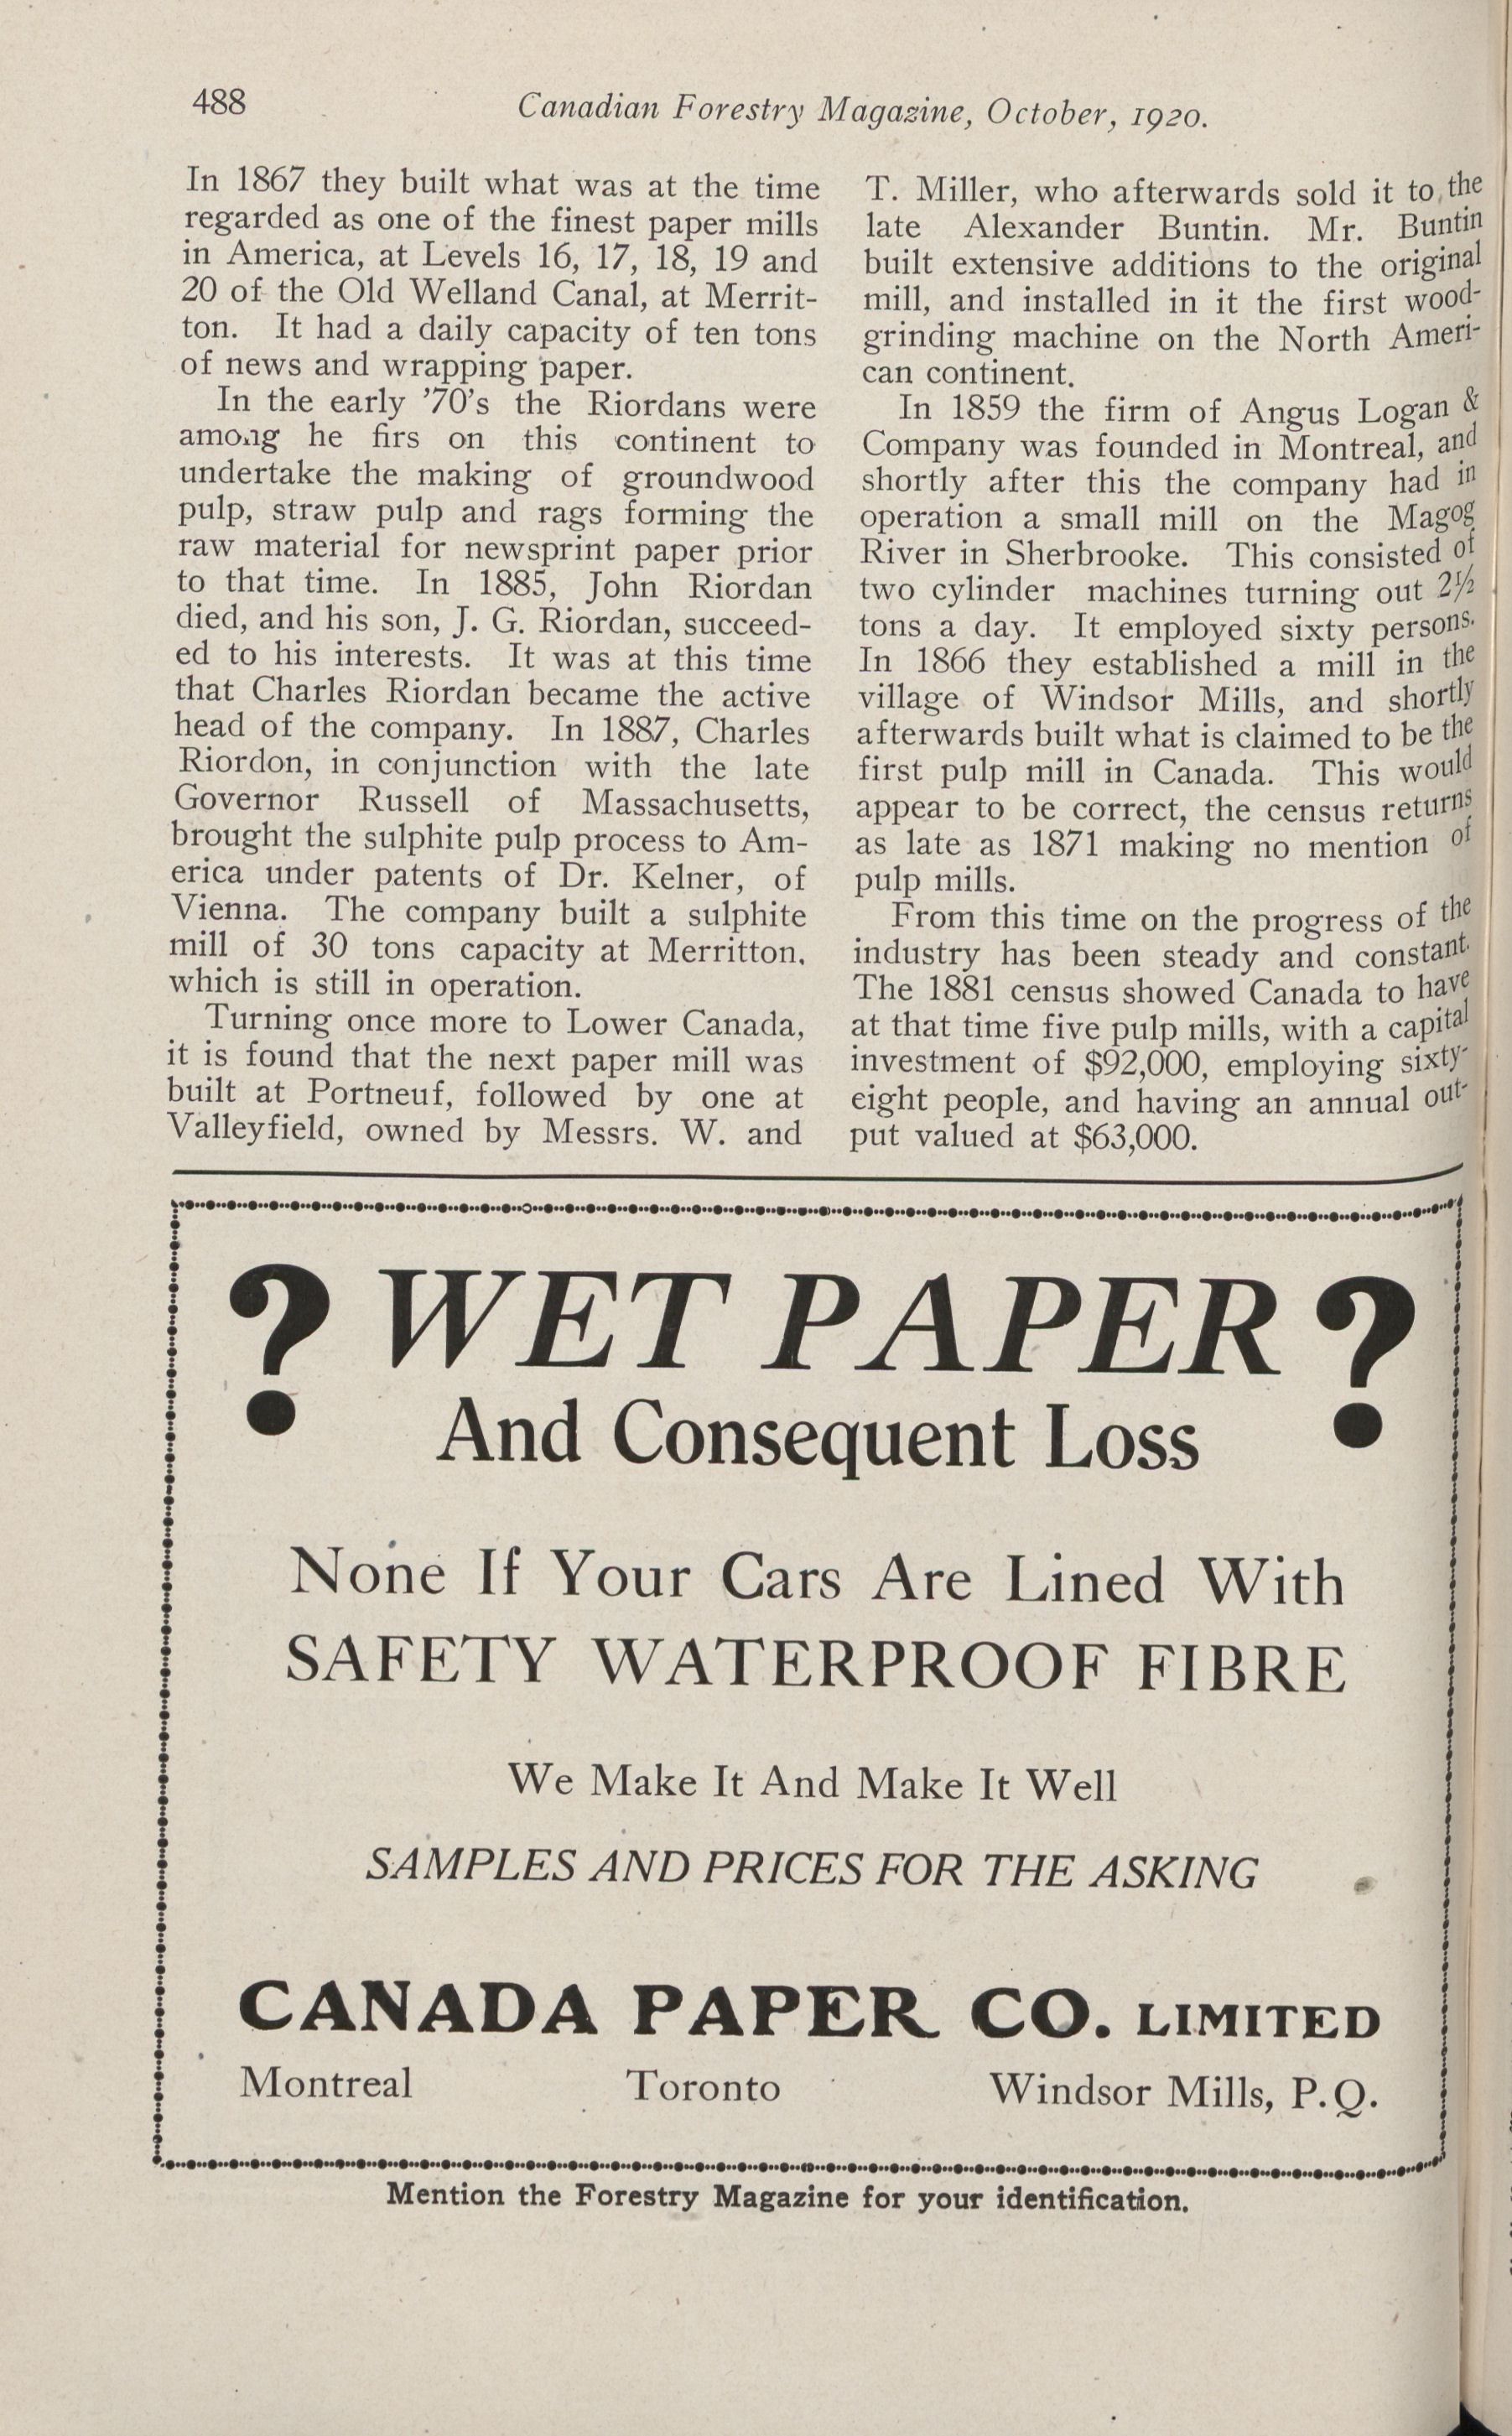 488
Canadian Forestry Magazine, October, 1920.
In 1867 they built what was at the time
regarded as one of the finest paper mills
in America, at Levels 16, 17, 18, 19 and
20 of the Old Welland Canal, at Merrit-
ton. It had a daily capacity of ten tons
of news and wrapping paper.
In the early '70's the Riordans were
among he firs on this continent to
undertake the making of groundwood
pulp, straw pulp and rags forming the
raw material for newsprint paper prior
to that time. In 1885, John Riordan
died, and his son, J. G. Riordan, succeed-
ed to his interests. It was at this time
that Charles Riordan became the active
head of the company. In 1887, Charles
Riordon, in conjunction with the late
Governor Russell of Massachusetts,
brought the sulphite pulp process to Am-
erica under patents of Dr. Kelner, of
Vienna. The company built a sulphite
mill of 30 tons capacity at Merritton,
which is still in operation.
Turning once more to Lower Canada,
it is found that the next paper mill was
built at Portneuf, followed by one at
Valleyfield, owned by Messrs. W. and
T. Miller, who afterwards sold it to the
late Alexander Buntin. Mr. Buntin
built extensive additions to the original
mill, and installed in it the first wood-
grinding machine on the North Ameri-
can continent.
In 1859 the firm of Angus Logan &
Company was founded in Montreal, and
shortly after this the company had in
operation a small mill on the Magog
River in Sherbrooke. This consisted of
two cylinder machines turning out 2½
tons a day. It employed sixty persons.
In 1866 they established a mill in the
village of Windsor Mills, and shortly
afterwards built what is claimed to be the
first pulp mill in Canada. This would
appear to be correct, the census returns
as late as 1871 making no mention of
pulp mills.
From this time on the progress of the
industry has been steady and constant.
The 1881 census showed Canada to have
at that time five pulp mills, with a capital
investment of $92,000, employing sixty-
eight people, and having an annual out-
put valued at $63,000.
? WET PAPER ?
And Consequent Loss
None If Your Cars Are Lined With
SAFETY WATERPROOF FIBRE
We Make It And Make It Well
SAMPLES AND PRICES FOR THE ASKING
CANADA PAPER CO. LIMITED
Montreal Toronto Windsor Mills, P.Q.
Mention the Forestry Magazine for your identification.